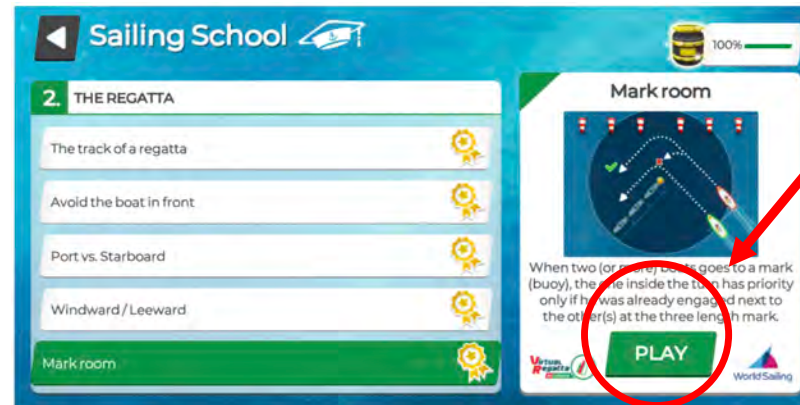 Sailing School
100%
2. THE REGATTA
The track of a regatta
Avoid the boat in front
Port vs. Starboard
Windward / Leeward
Mark room
Mark room
When two (or more) boats goes to a mark
(buoy), the one inside the turn has priority
only if he was already engaged next to
the other(s) at the three length mark.
PLAY
Virtual
Regatta
World Sailing